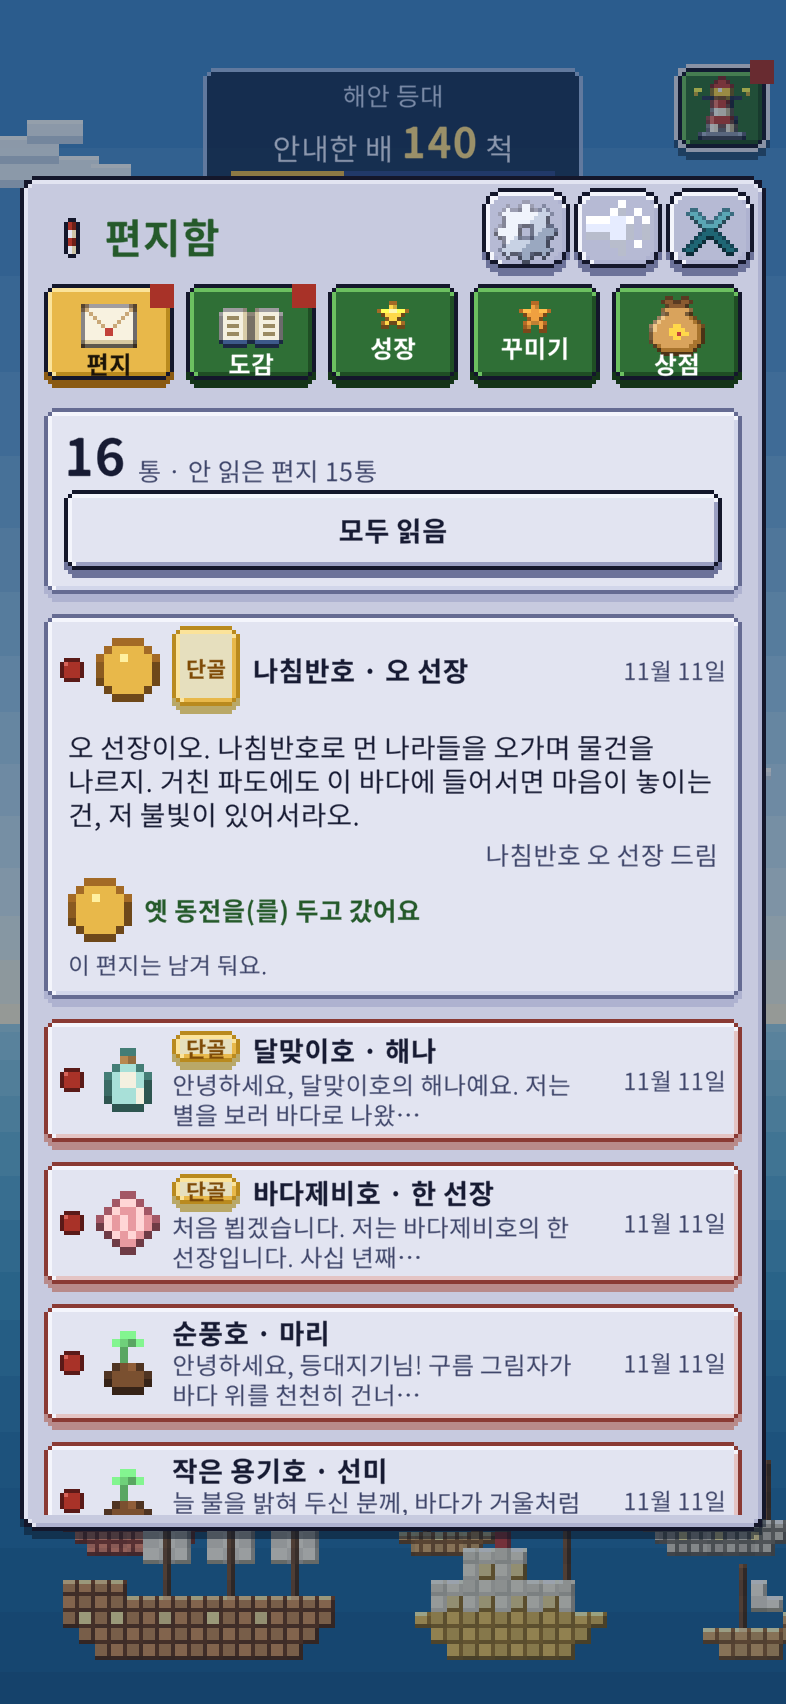 해안 등대
안내한 배 140 척
편지함
편지
도감
성장
꾸미기
상점
16 통 · 안 읽은 편지 15통
모두 읽음
단골 나침반호 · 오 선장 11월 11일
오 선장이오. 나침반호로 먼 나라들을 오가며 물건을
나르지. 거친 파도에도 이 바다에 들어서면 마음이 놓이는
건, 저 불빛이 있어서라오.
나침반호 오 선장 드림
옛 동전을(를) 두고 갔어요
이 편지는 남겨 둬요.
단골 달맞이호 · 해나
안녕하세요, 달맞이호의 해나예요. 저는 11월 11일
별을 보러 바다로 나왔…
단골 바다제비호 · 한 선장
처음 뵙겠습니다. 저는 바다제비호의 한 11월 11일
선장입니다. 사십 년째…
순풍호 · 마리
안녕하세요, 등대지기님! 구름 그림자가 11월 11일
바다 위를 천천히 건너…
작은 용기호 · 선미
늘 불을 밝혀 두신 분께, 바다가 거울처럼 11월 11일